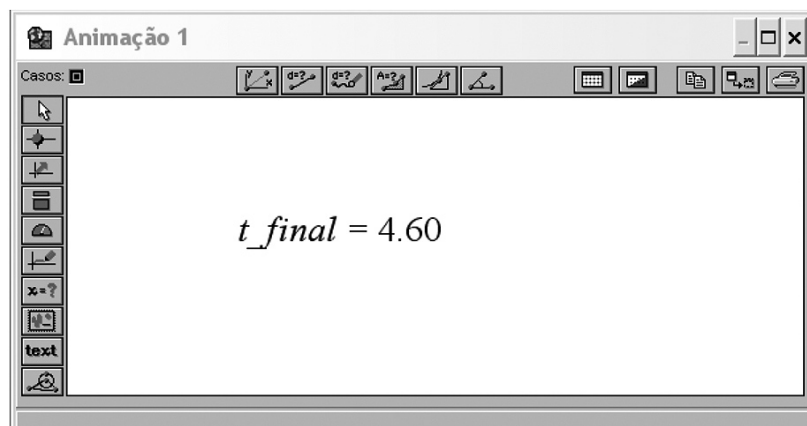 Animação 1
Casos:
t_final = 4.60
x=?
text